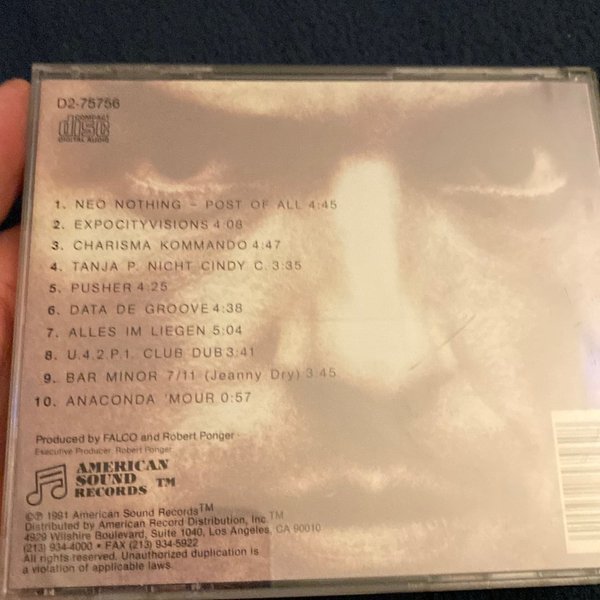 D2-75756
COMPACT
disc
DIGITAL AUDIO
1. NEO NOTHING – POST OF ALL 4:45
2. EXPOCITYVISIONS 4:08
3. CHARISMA KOMMANDO 4:47
4. TANJA P. NICHT CINDY C. 3:35
5. PUSHER 4:25
6. DATA DE GROOVE 4:38
7. ALLES IM LIEGEN 5:04
8. U.4.2.P.1. CLUB DUB 3:41
9. BAR MINOR 7/11 (Jeanny Dry) 3:45
10. ANACONDA 'MOUR 0:57
Produced by FALCO and Robert Ponger
Executive Producer: Robert Ponger
AMERICAN
SOUND
RECORDS TM
©℗ 1991 American Sound Records™
Distributed by American Record Distribution, Inc.™
4929 Wilshire Boulevard, Suite 1040, Los Angeles, CA 90010
(213) 934-4000 • FAX (213) 934-5922
All rights reserved. Unauthorized duplication is
a violation of applicable laws.